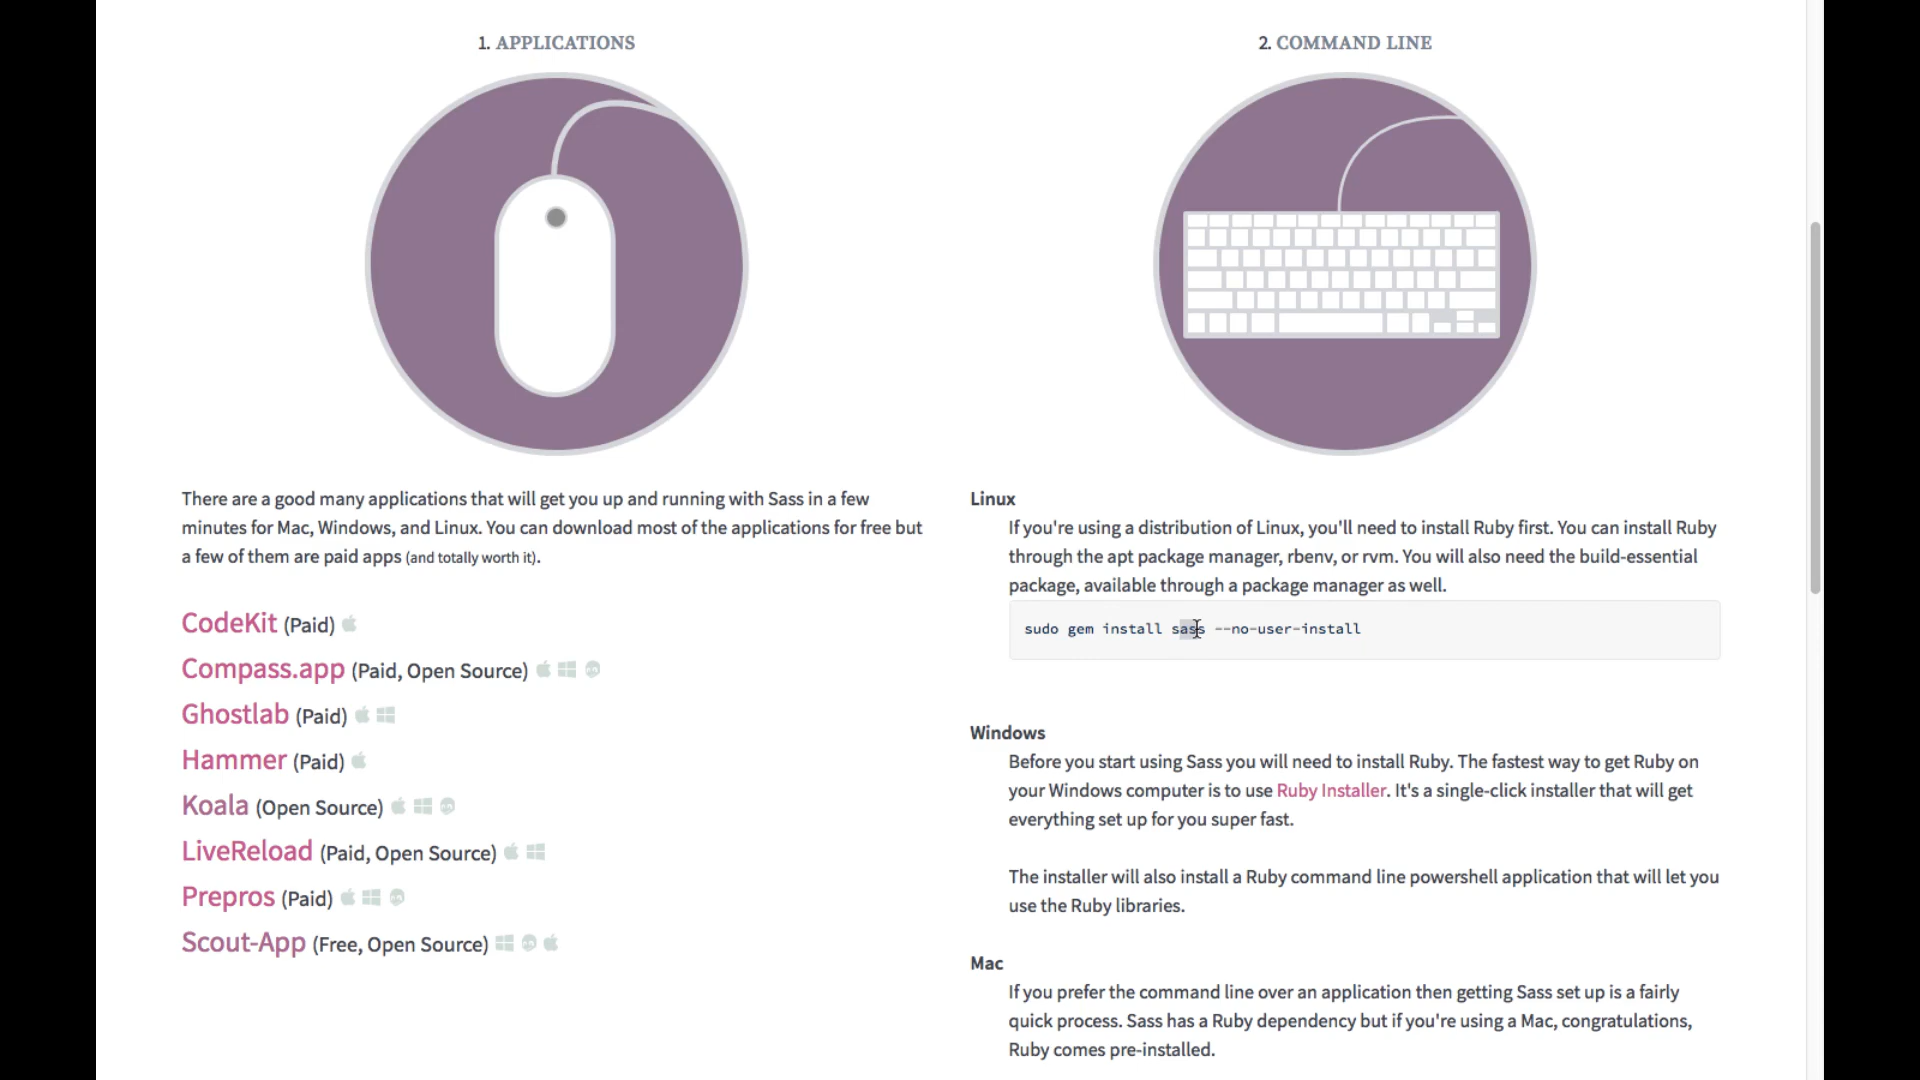 1. APPLICATIONS
There are a good many applications that will get you up and running with Sass in a few
minutes for Mac, Windows, and Linux. You can download most of the applications for free but
a few of them are paid apps (and totally worth it).
CodeKit (Paid)
Compass.app (Paid, Open Source)
Ghostlab (Paid)
Hammer (Paid)
Koala (Open Source)
LiveReload (Paid, Open Source)
Prepros (Paid)
Scout-App (Free, Open Source)
2. COMMAND LINE
Linux
If you're using a distribution of Linux, you'll need to install Ruby first. You can install Ruby
through the apt package manager, rbenv, or rvm. You will also need the build-essential
package, available through a package manager as well.
sudo gem install sass --no-user-install
Windows
Before you start using Sass you will need to install Ruby. The fastest way to get Ruby on
your Windows computer is to use Ruby Installer. It's a single-click installer that will get
everything set up for you super fast.
The installer will also install a Ruby command line powershell application that will let you
use the Ruby libraries.
Mac
If you prefer the command line over an application then getting Sass set up is a fairly
quick process. Sass has a Ruby dependency but if you're using a Mac, congratulations,
Ruby comes pre-installed.